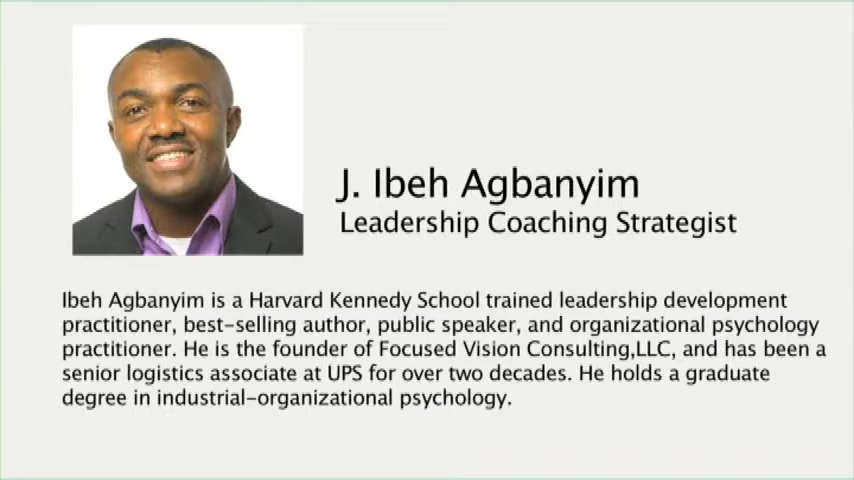 J. Ibeh Agbanyim
Leadership Coaching Strategist
Ibeh Agbanyim is a Harvard Kennedy School trained leadership development
practitioner, best-selling author, public speaker, and organizational psychology
practitioner. He is the founder of Focused Vision Consulting,LLC, and has been a
senior logistics associate at UPS for over two decades. He holds a graduate
degree in industrial-organizational psychology.